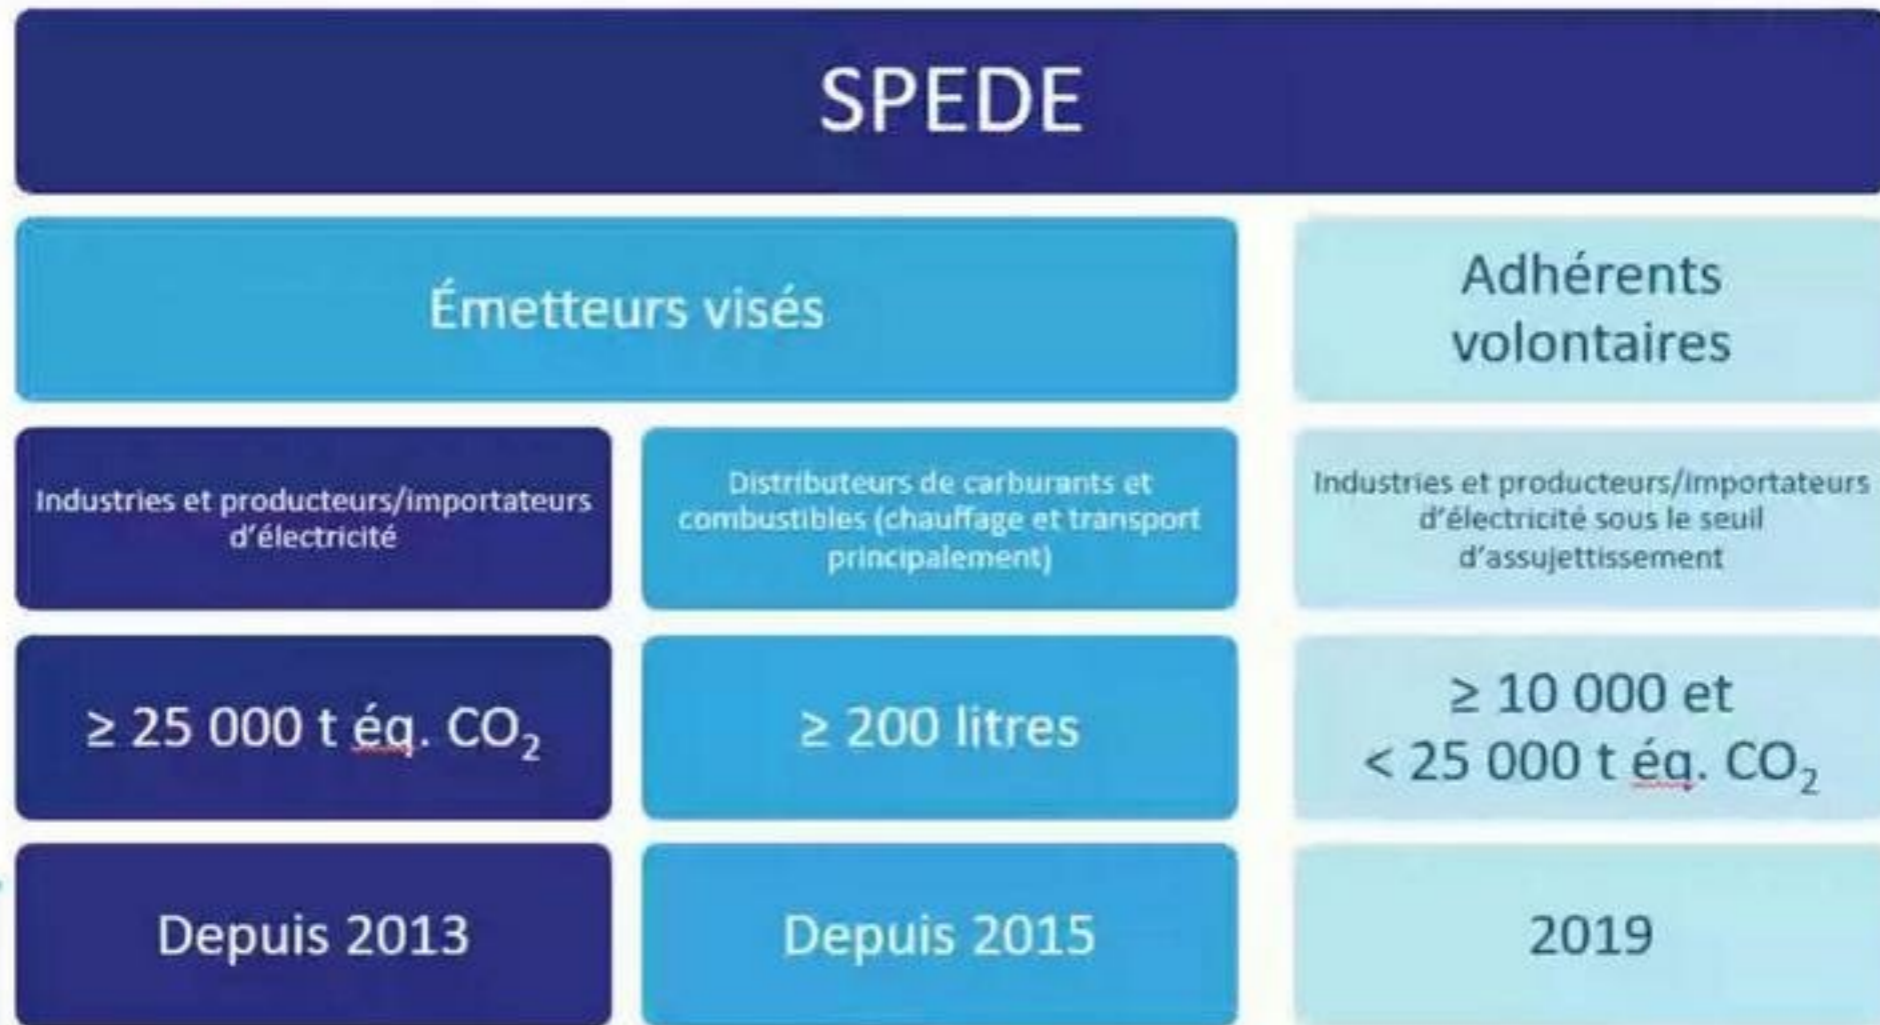 SPEDE
Émetteurs visés
Adhérents
volontaires
Industries et producteurs/importateurs
d'électricité
Distributeurs de carburants et
combustibles (chauffage et transport
principalement)
Industries et producteurs/importateurs
d'électricité sous le seuil
d'assujettissement
≥ 25 000 t éq. CO₂
≥ 200 litres
≥ 10 000 et
< 25 000 t éq. CO₂
Depuis 2013
Depuis 2015
2019